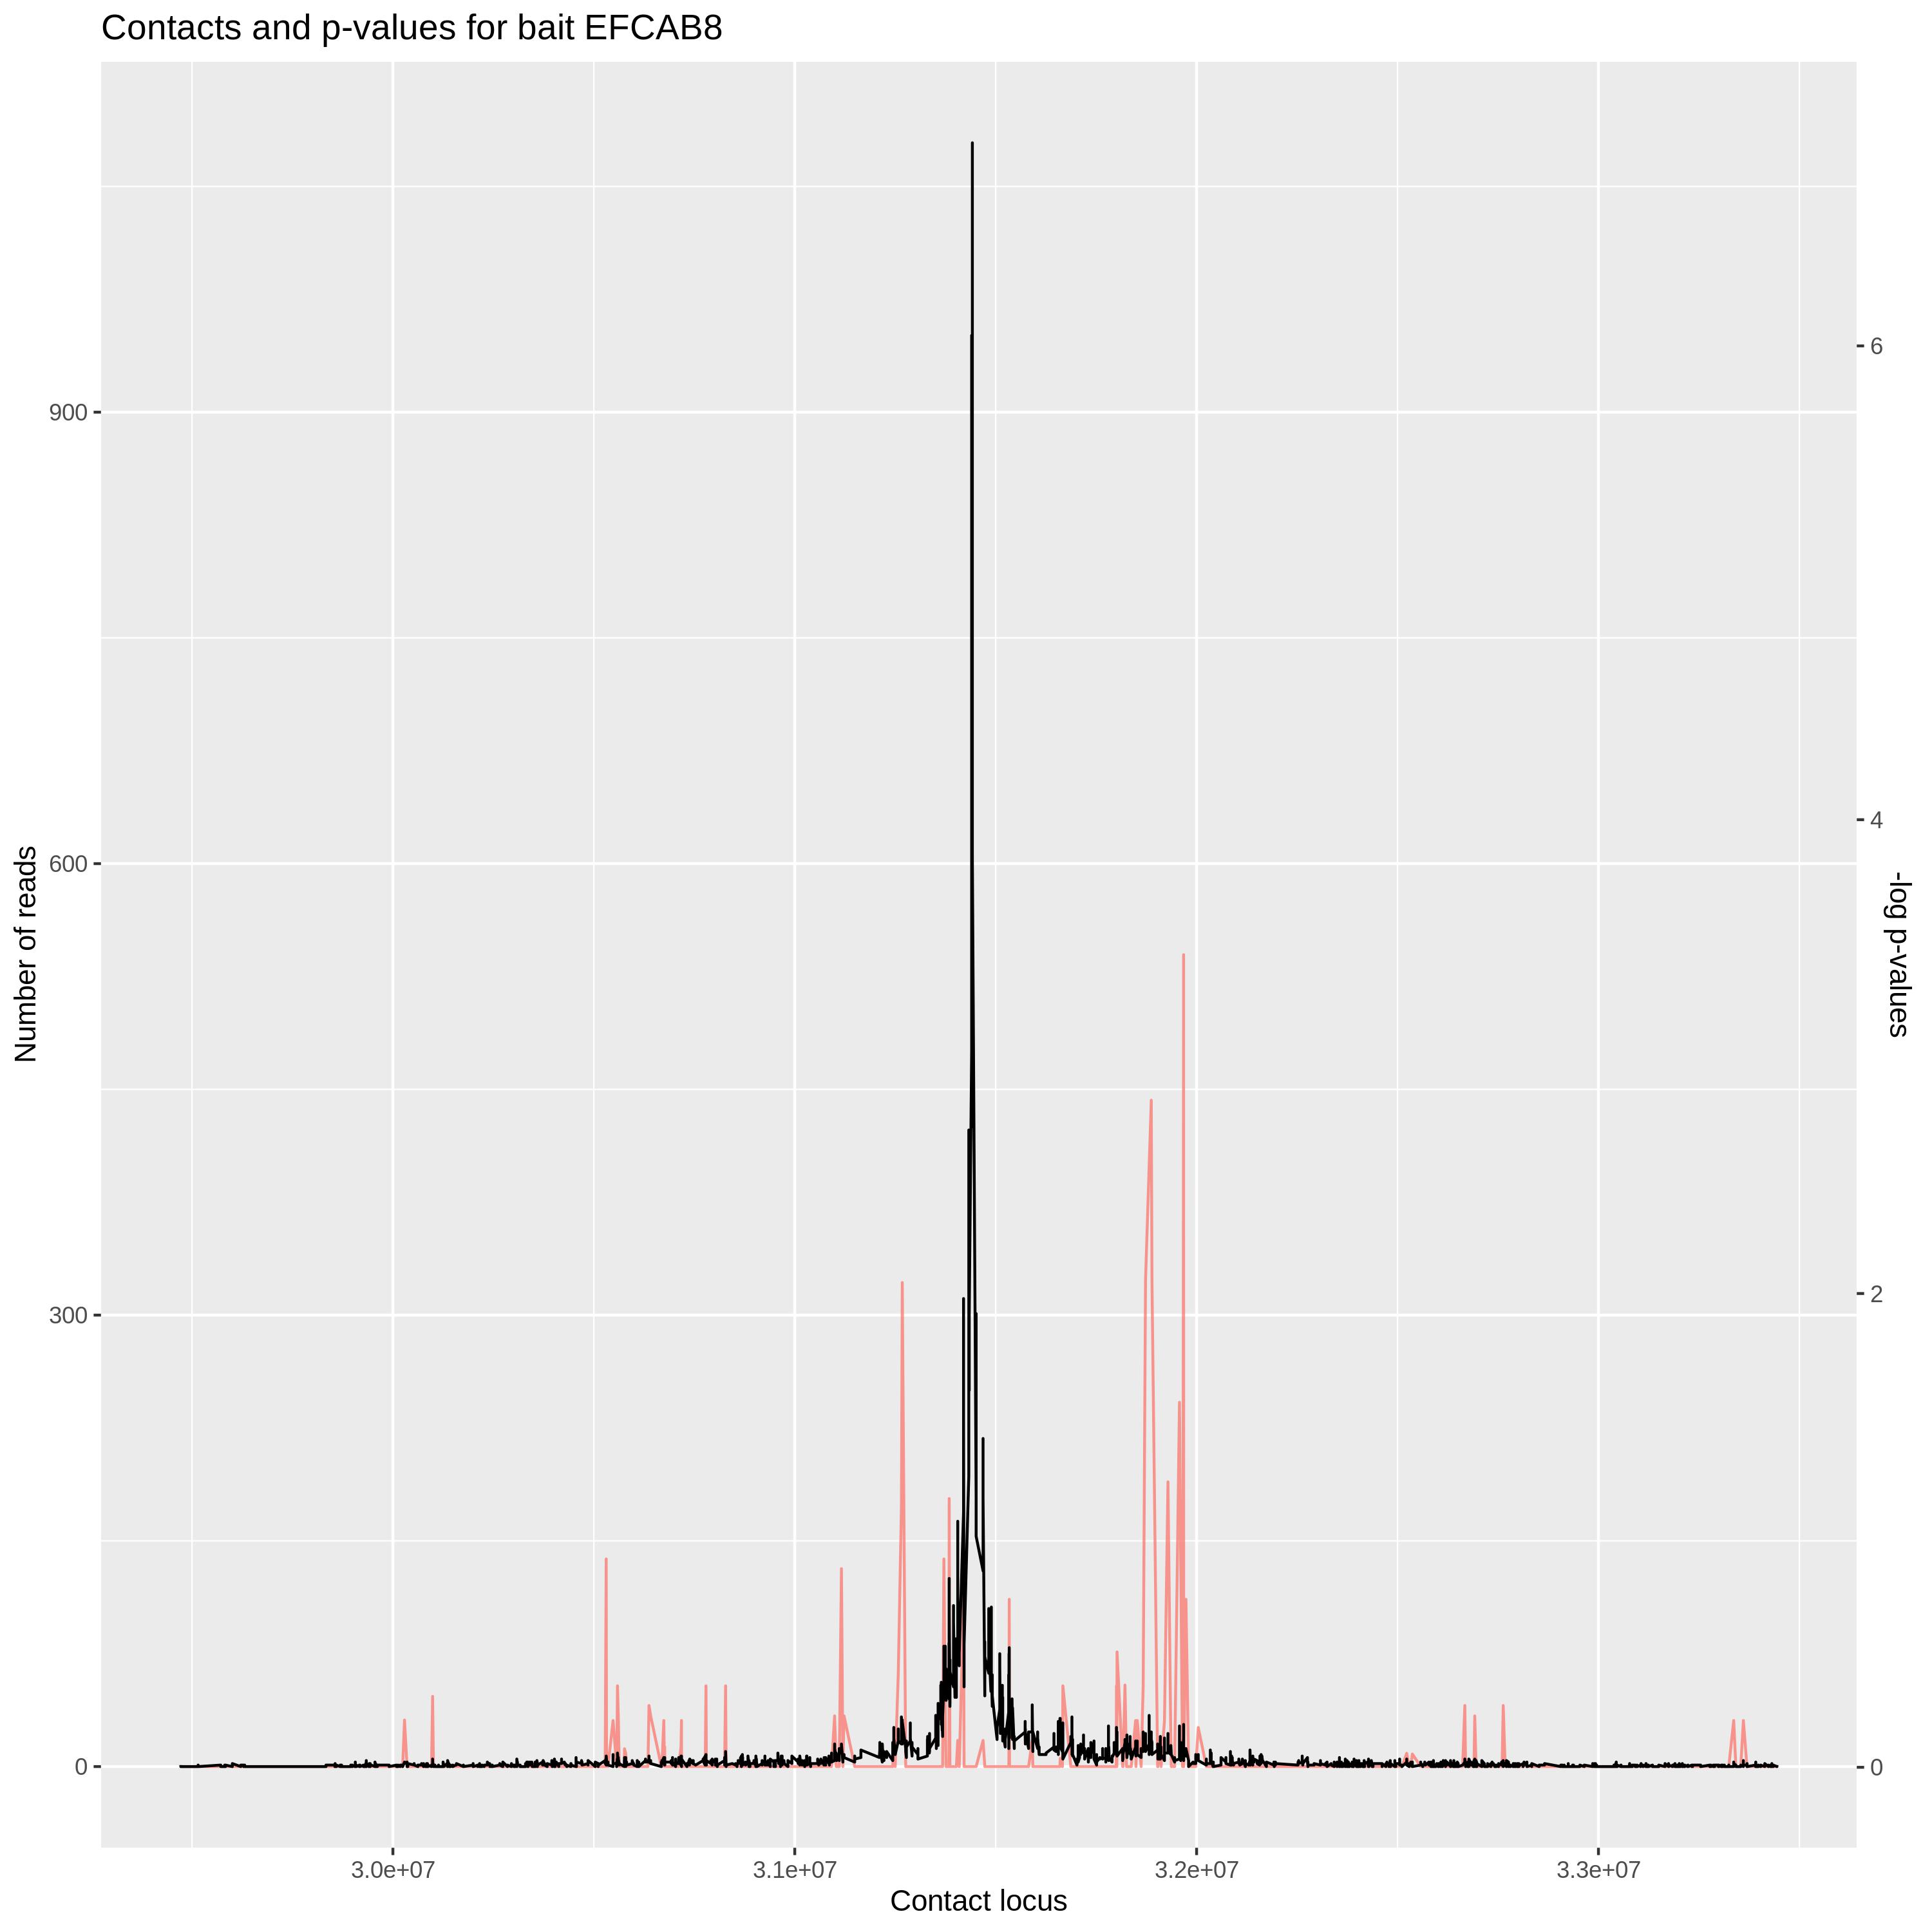 Contacts and p-values for bait EFCAB8
Number of reads
900
600
300
0
6
4
2
0
-log p-values
3.0e+07 3.1e+07 3.2e+07 3.3e+07
Contact locus